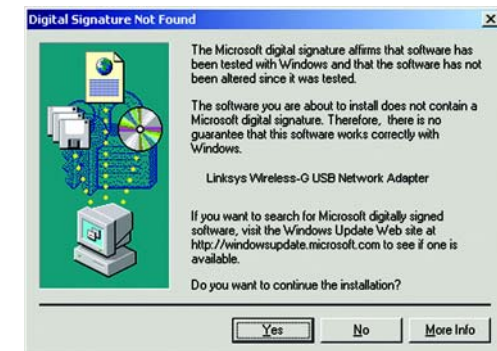 Digital Signature Not Found
The Microsoft digital signature affirms that software has
been tested with Windows and that the software has not
been altered since it was tested.
The software you are about to install does not contain a
Microsoft digital signature. Therefore, there is no
guarantee that this software works correctly with
Windows.
Linksys Wireless-G USB Network Adapter
If you want to search for Microsoft digitally signed
software, visit the Windows Update Web site at
http://windowsupdate.microsoft.com to see if one is
available.
Do you want to continue the installation?
Yes No More Info